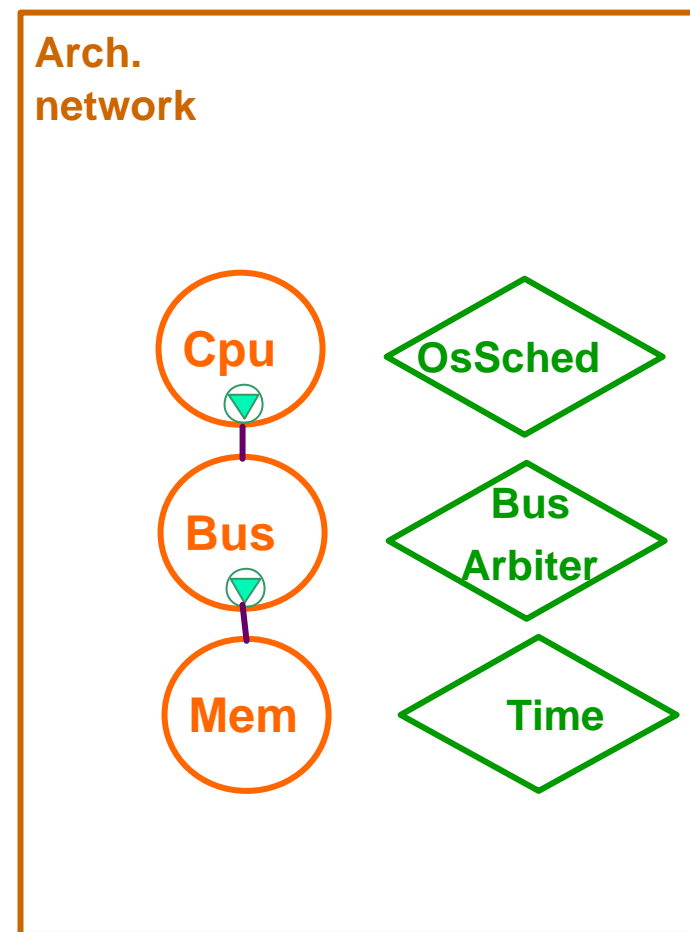 Arch.
network
Cpu
OsSched
Bus
Bus
Arbiter
Mem
Time